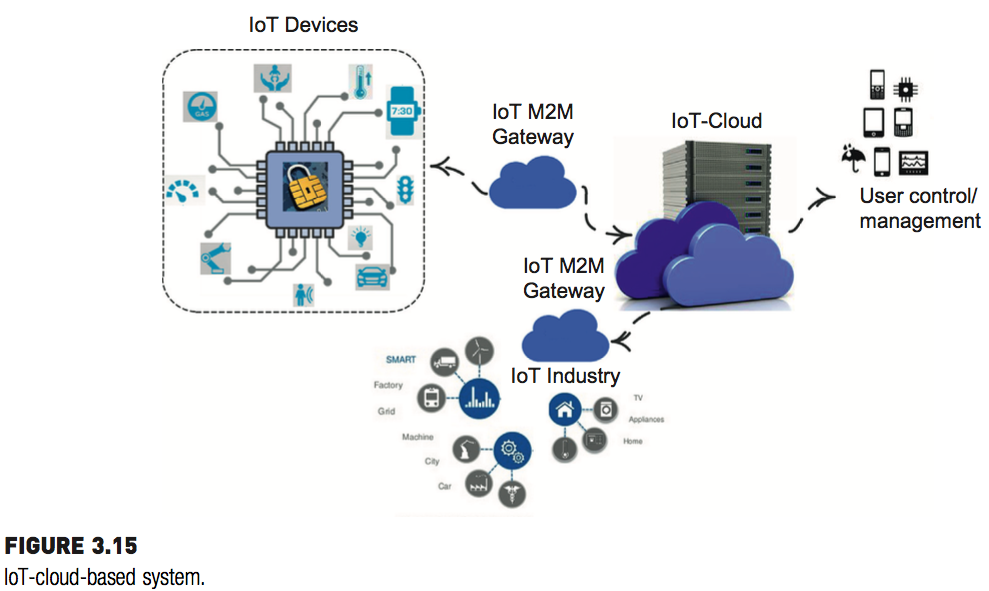 IoT Devices
GAS
7:30
IoT M2M
Gateway
IoT-Cloud
User control/
management
IoT M2M
Gateway
IoT Industry
SMART
Factory
Grid
Machine
City
Car
TV
Appliances
Home
FIGURE 3.15
IoT-cloud-based system.